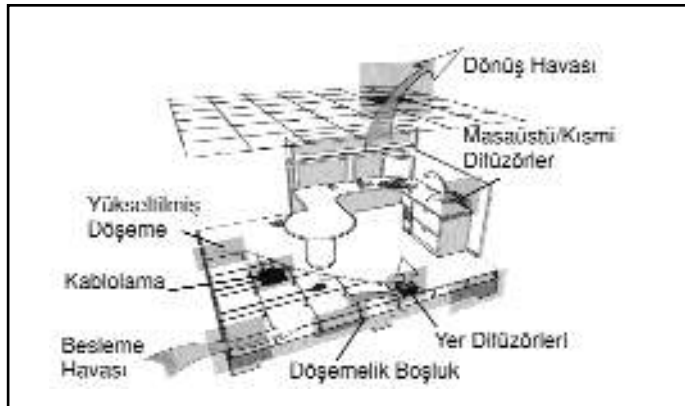 Dönüş Havası
Masaüstü/Kısmi
Difüzörler
Yükseltilmiş
Döşeme
Kablolama
Besleme
Havası
Döşemelik Boşluk
Yer Difüzörleri